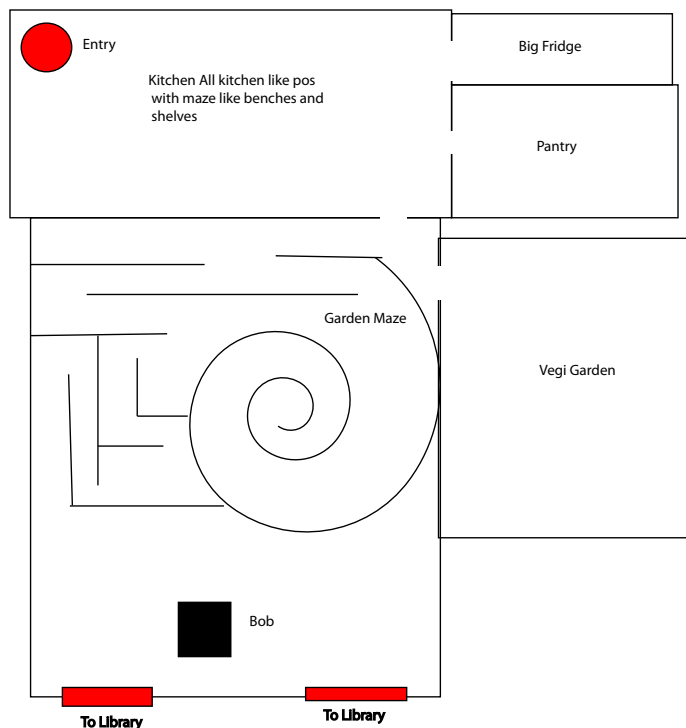 Entry
Big Fridge
Kitchen All kitchen like pos
with maze like benches and
shelves
Pantry
Garden Maze
Vegi Garden
Bob
To Library
To Library